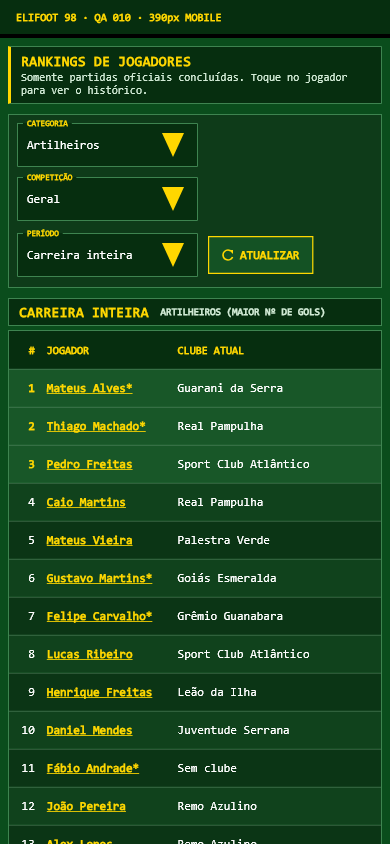 ELIFOOT 98 · QA 010 · 390px MOBILE
RANKINGS DE JOGADORES
Somente partidas oficiais concluídas. Toque no jogador
para ver o histórico.
CATEGORIA
Artilheiros
COMPETIÇÃO
Geral
PERÍODO
Carreira inteira
ATUALIZAR
CARREIRA INTEIRA ARTILHEIROS (MAIOR Nº DE GOLS)
# JOGADOR CLUBE ATUAL
1 Mateus Alves* Guarani da Serra
2 Thiago Machado* Real Pampulha
3 Pedro Freitas Sport Club Atlântico
4 Caio Martins Real Pampulha
5 Mateus Vieira Palestra Verde
6 Gustavo Martins* Goiás Esmeralda
7 Felipe Carvalho* Grêmio Guanabara
8 Lucas Ribeiro Sport Club Atlântico
9 Henrique Freitas Leão da Ilha
10 Daniel Mendes Juventude Serrana
11 Fábio Andrade* Sem clube
12 João Pereira Remo Azulino
13 Alex Lopes Remo Azulino